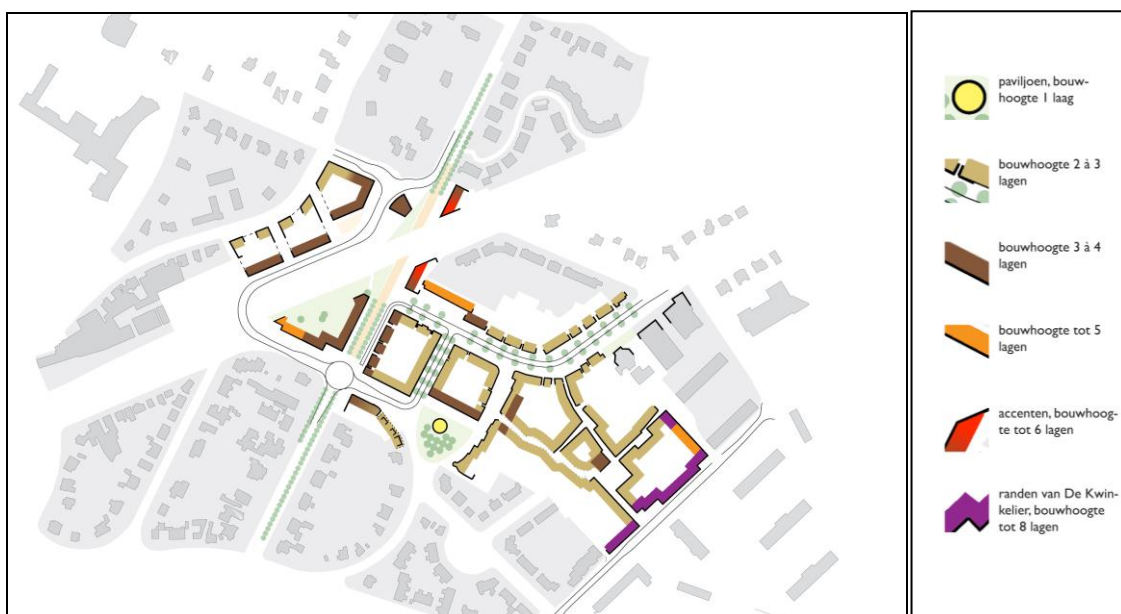 paviljoen, bouw-
hoogte 1 laag
bouwhoogte 2 à 3
lagen
bouwhoogte 3 à 4
lagen
bouwhoogte tot 5
lagen
accenten, bouwhoog-
te tot 6 lagen
randen van De Kwin-
kelier, bouwhoogte
tot 8 lagen